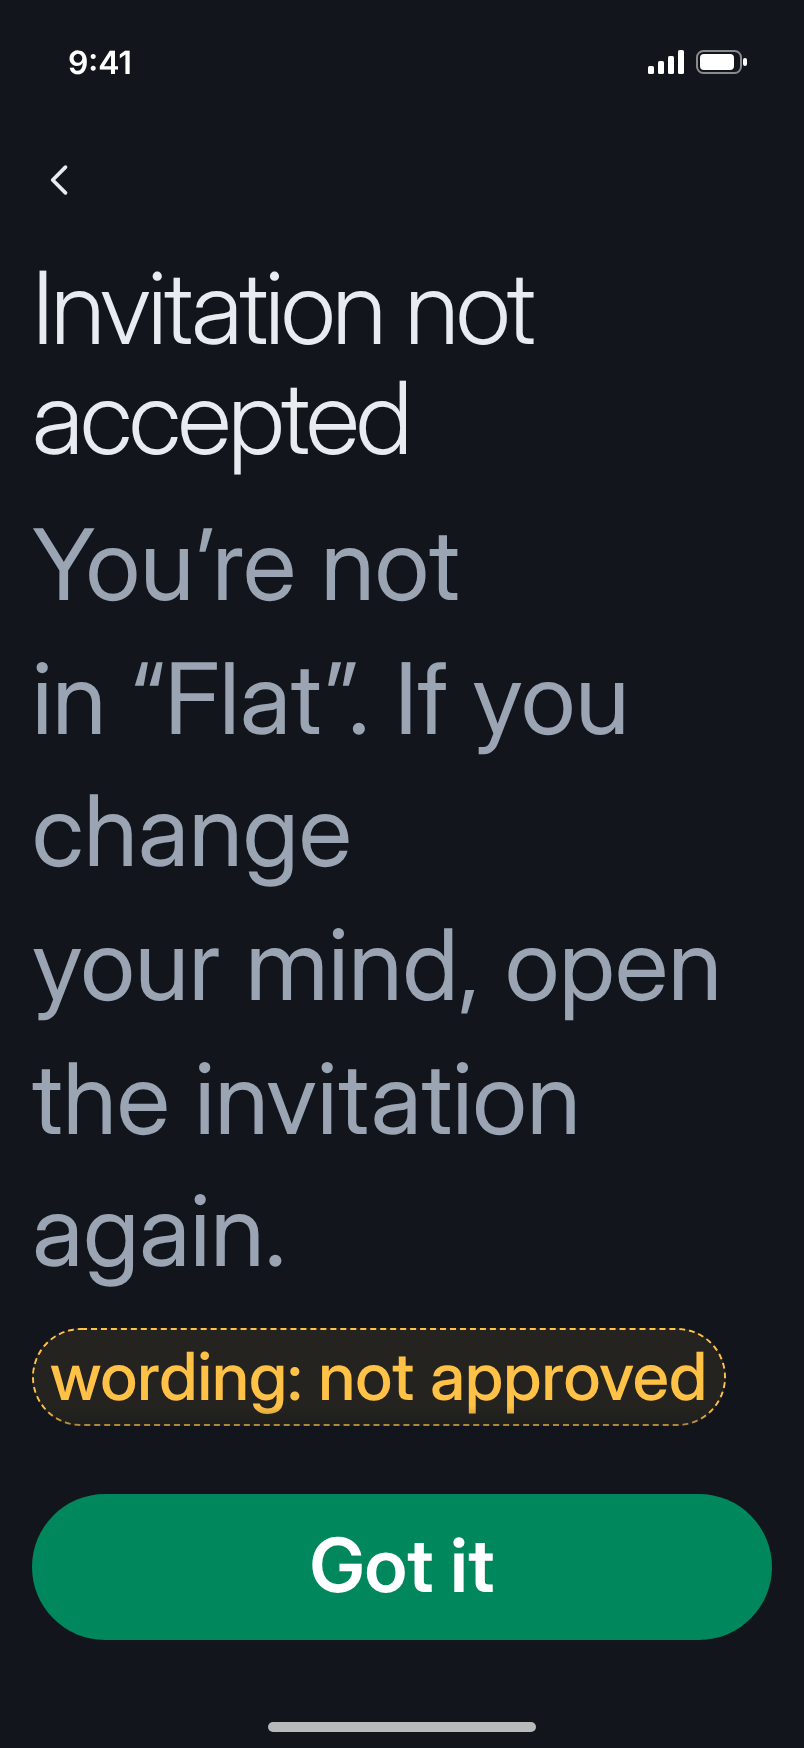 9:41
Invitation not
accepted
You’re not
in “Flat”. If you
change
your mind, open
the invitation
again.
wording: not approved
Got it